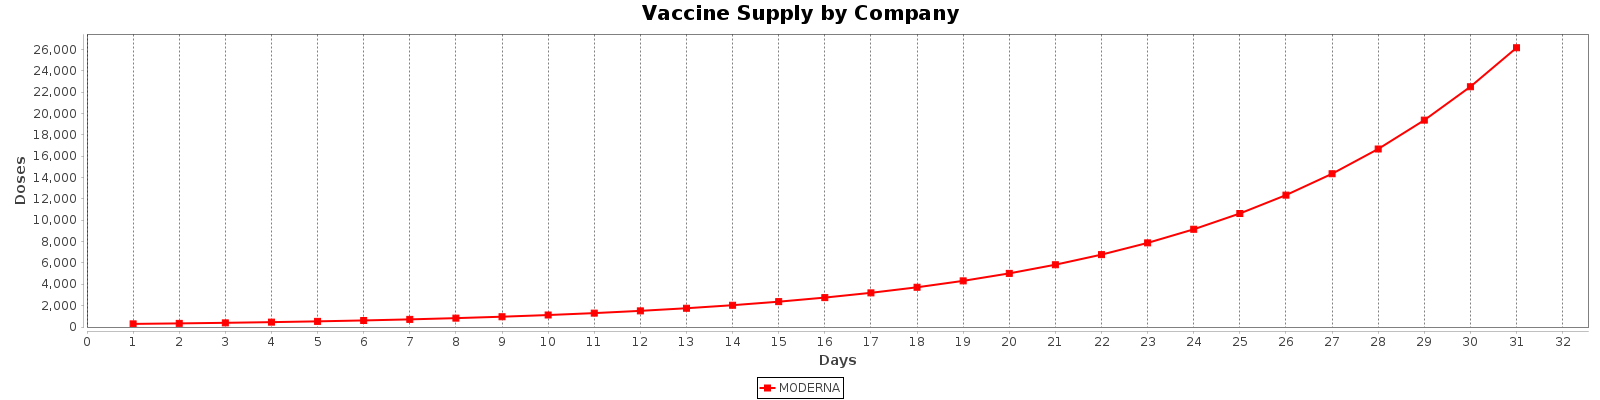 Vaccine Supply by Company
Doses
26,000
24,000
22,000
20,000
18,000
16,000
14,000
12,000
10,000
8,000
6,000
4,000
2,000
0
0 1 2 3 4 5 6 7 8 9 10 11 12 13 14 15 16 17 18 19 20 21 22 23 24 25 26 27 28 29 30 31 32
Days
MODERNA